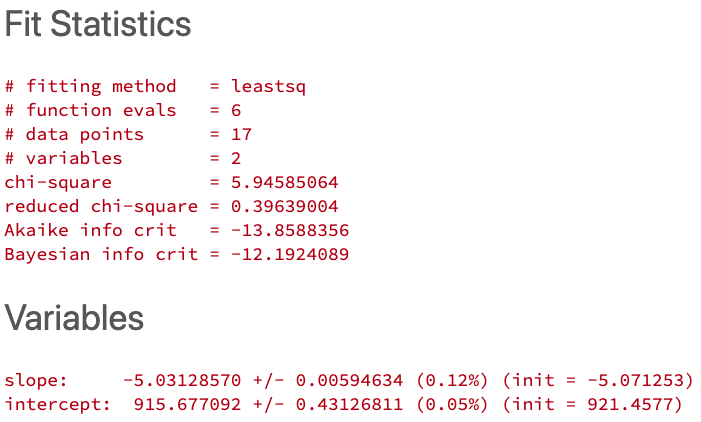 Fit Statistics
# fitting method   = leastsq
# function evals   = 6
# data points      = 17
# variables        = 2
chi-square         = 5.94585064
reduced chi-square = 0.39639004
Akaike info crit   = -13.8588356
Bayesian info crit = -12.1924089
Variables
slope:     -5.03128570 +/- 0.00594634 (0.12%) (init = -5.071253)
intercept:  915.677092 +/- 0.43126811 (0.05%) (init = 921.4577)